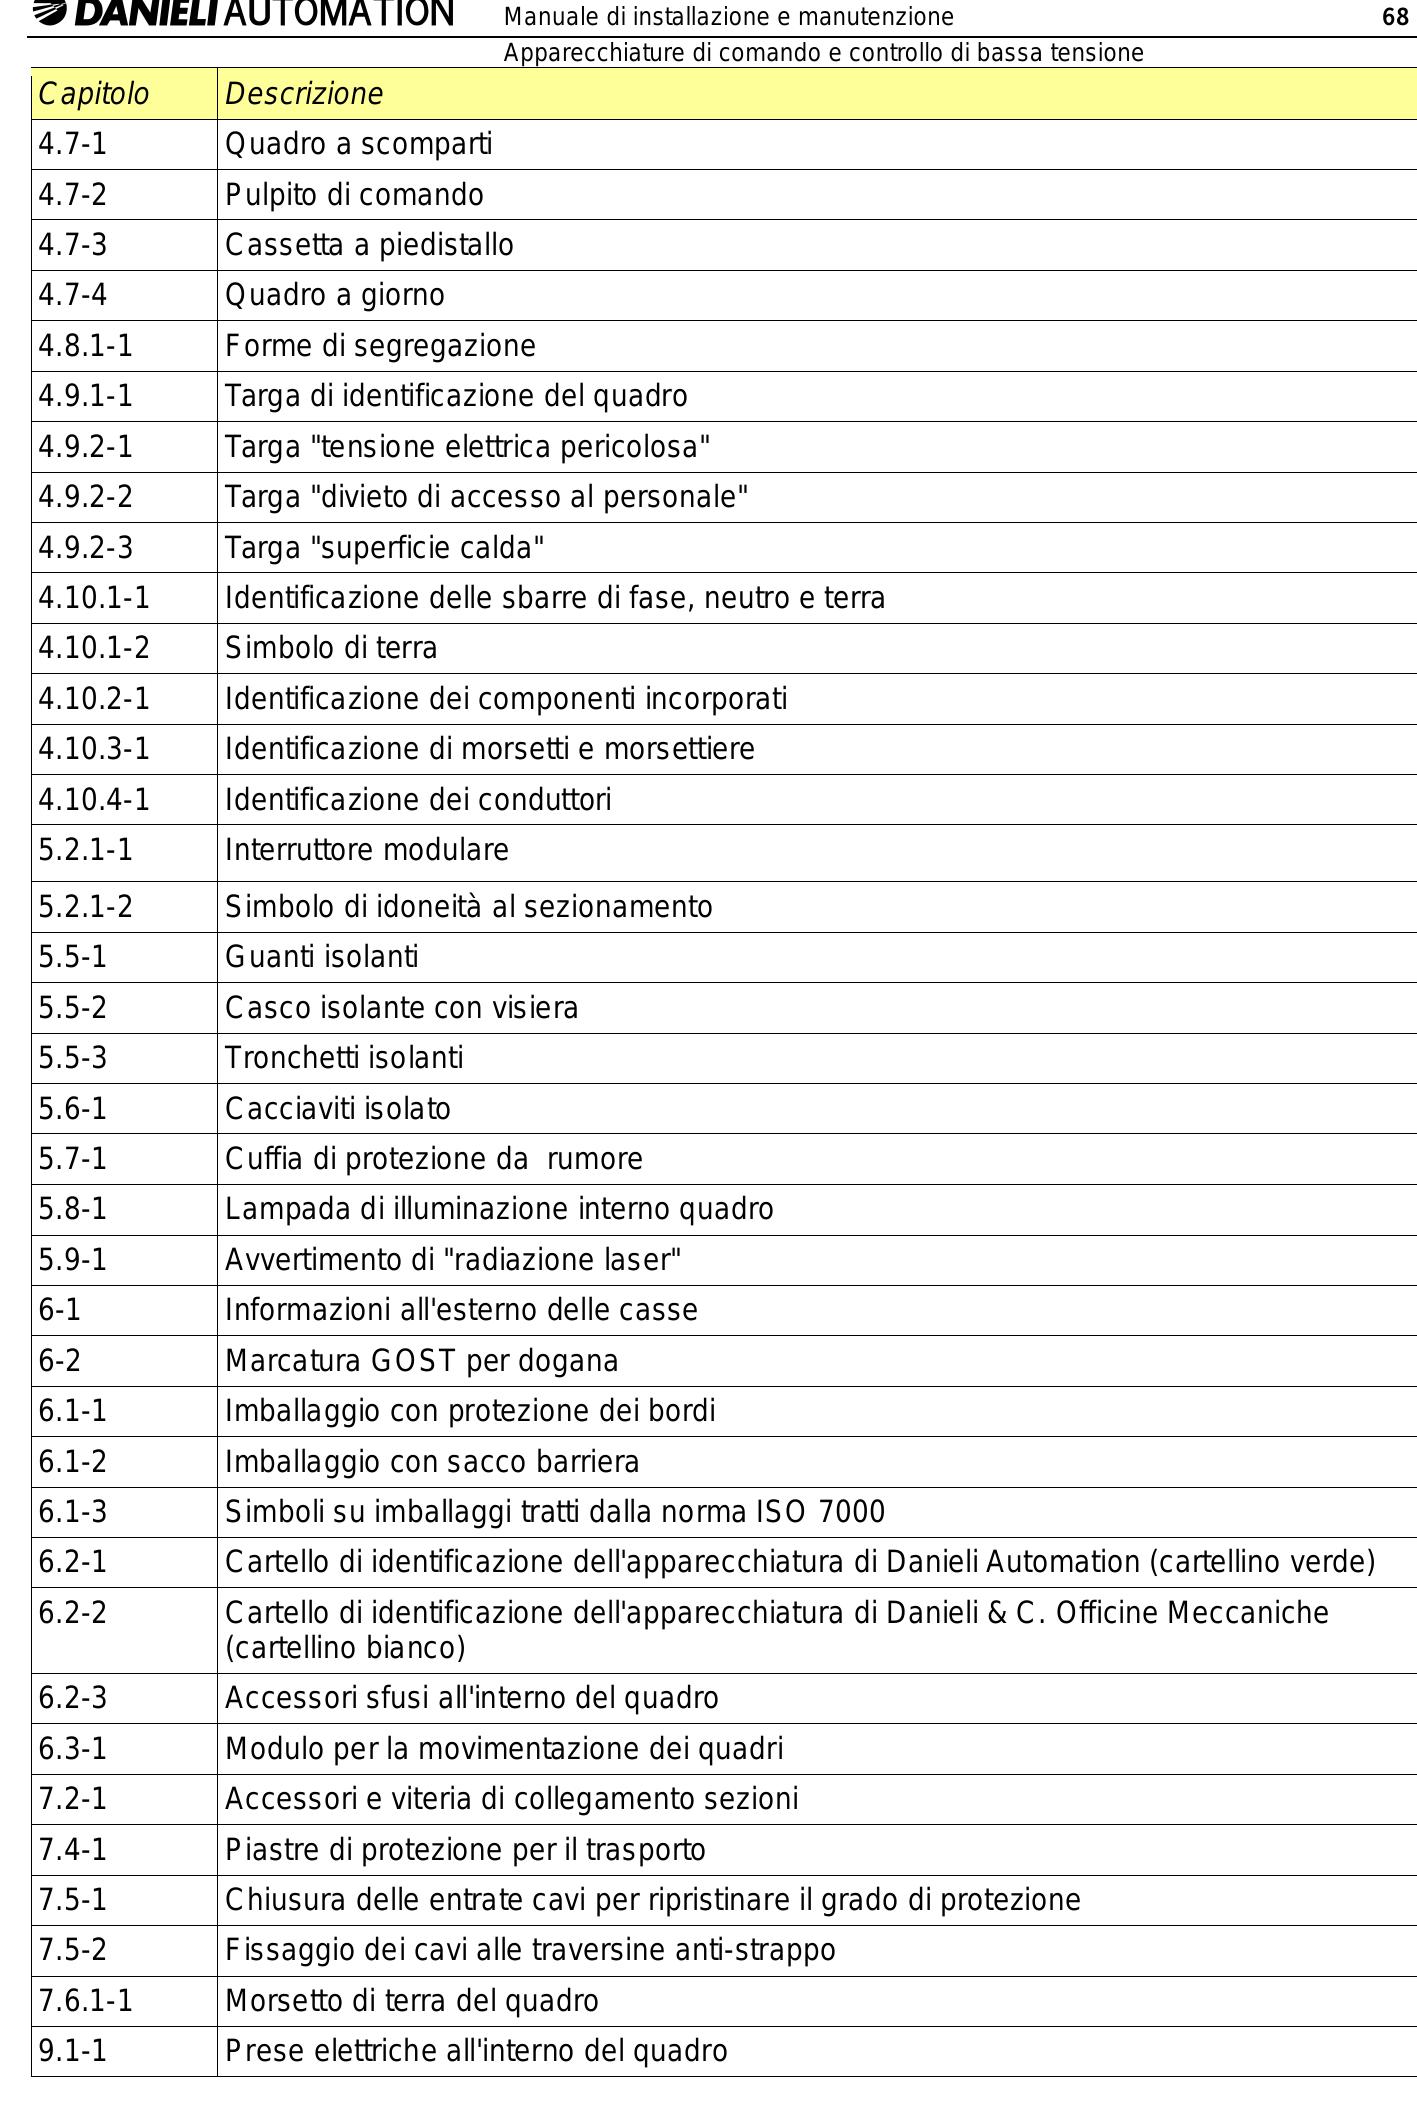 DANIELI AUTOMATION Manuale di installazione e manutenzione 68
Apparecchiature di comando e controllo di bassa tensione
Capitolo Descrizione
4.7-1 Quadro a scomparti
4.7-2 Pulpito di comando
4.7-3 Cassetta a piedistallo
4.7-4 Quadro a giorno
4.8.1-1 Forme di segregazione
4.9.1-1 Targa di identificazione del quadro
4.9.2-1 Targa "tensione elettrica pericolosa"
4.9.2-2 Targa "divieto di accesso al personale"
4.9.2-3 Targa "superficie calda"
4.10.1-1 Identificazione delle sbarre di fase, neutro e terra
4.10.1-2 Simbolo di terra
4.10.2-1 Identificazione dei componenti incorporati
4.10.3-1 Identificazione di morsetti e morsettiere
4.10.4-1 Identificazione dei conduttori
5.2.1-1 Interruttore modulare
5.2.1-2 Simbolo di idoneità al sezionamento
5.5-1 Guanti isolanti
5.5-2 Casco isolante con visiera
5.5-3 Tronchetti isolanti
5.6-1 Cacciaviti isolato
5.7-1 Cuffia di protezione da  rumore
5.8-1 Lampada di illuminazione interno quadro
5.9-1 Avvertimento di "radiazione laser"
6-1 Informazioni all'esterno delle casse
6-2 Marcatura GOST per dogana
6.1-1 Imballaggio con protezione dei bordi
6.1-2 Imballaggio con sacco barriera
6.1-3 Simboli su imballaggi tratti dalla norma ISO 7000
6.2-1 Cartello di identificazione dell'apparecchiatura di Danieli Automation (cartellino verde)
6.2-2 Cartello di identificazione dell'apparecchiatura di Danieli & C. Officine Meccaniche
(cartellino bianco)
6.2-3 Accessori sfusi all'interno del quadro
6.3-1 Modulo per la movimentazione dei quadri
7.2-1 Accessori e viteria di collegamento sezioni
7.4-1 Piastre di protezione per il trasporto
7.5-1 Chiusura delle entrate cavi per ripristinare il grado di protezione
7.5-2 Fissaggio dei cavi alle traversine anti-strappo
7.6.1-1 Morsetto di terra del quadro
9.1-1 Prese elettriche all'interno del quadro